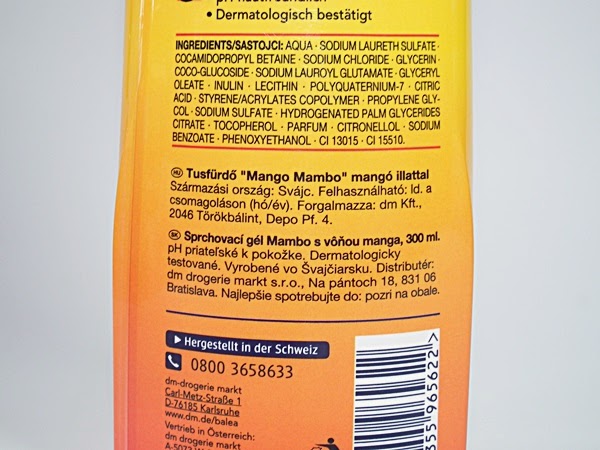 • Dermatologisch bestätigt
INGREDIENTS/SASTOJCI: AQUA · SODIUM LAURETH SULFATE ·
COCAMIDOPROPYL BETAINE · SODIUM CHLORIDE · GLYCERIN ·
COCO-GLUCOSIDE · SODIUM LAUROYL GLUTAMATE · GLYCERYL
OLEATE · INULIN · LECITHIN · POLYQUATERNIUM-7 · CITRIC
ACID · STYRENE/ACRYLATES COPOLYMER · PROPYLENE GLY-
COL · SODIUM SULFATE · HYDROGENATED PALM GLYCERIDES
CITRATE · TOCOPHEROL · PARFUM · CITRONELLOL · SODIUM
BENZOATE · PHENOXYETHANOL · CI 13015 · CI 15510.
HU Tusfürdő "Mango Mambo" mangó illattal
Származási ország: Svájc. Felhasználható: ld. a
csomagoláson (hó/év). Forgalmazza: dm Kft.,
2046 Törökbálint, Depo Pf. 4.
SK Sprchovací gél Mambo s vôňou manga, 300 ml.
pH priateľské k pokožke. Dermatologicky
testované. Vyrobené vo Švajčiarsku. Distributér:
dm drogerie markt s.r.o., Na pántoch 18, 831 06
Bratislava. Najlepšie spotrebujte do: pozri na obale.
Hergestellt in der Schweiz
0800 3658633
dm-drogerie markt
Carl-Metz-Straße 1
D-76185 Karlsruhe
www.dm.de/balea
Vertrieb in Österreich:
dm drogerie markt
355 965622 >